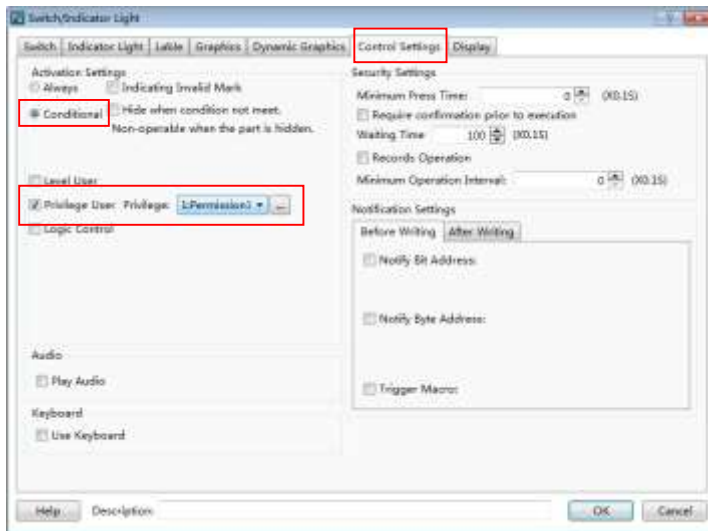 Switch/Indicator Light
Switch Indicator Light Lable Graphics Dynamic Graphics Control Settings Display
Activation Settings
Always Indicating Invalid Mark
Conditional Hide when condition not meet.
Non-operable when the part is hidden.
Level User
Privilege User Privilege: 1:Permission1 ...
Logic Control
Audio
Play Audio
Keyboard
Use Keyboard
Security Settings
Minimum Press Time: 0 (X0.1S)
Require confirmation prior to execution
Waiting Time 100 (X0.1S)
Records Operation
Minimum Operation Interval: 0 (X0.1S)
Notification Settings
Before Writing After Writing
Notify Bit Address:
Notify Byte Address:
Trigger Macro:
Help Description: OK Cancel